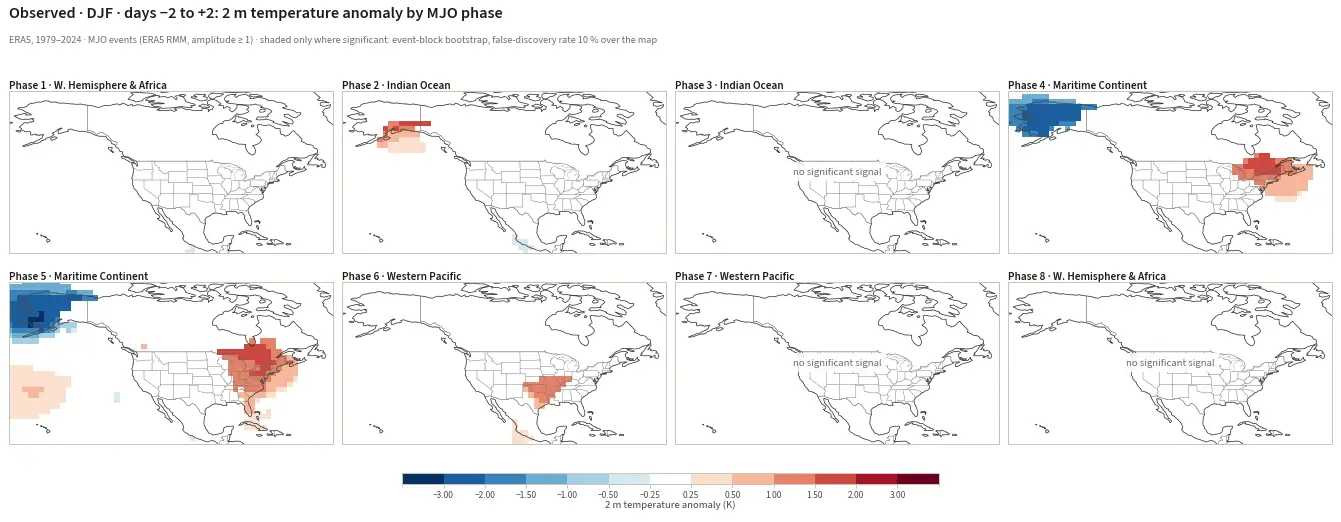 Observed · DJF · days −2 to +2: 2 m temperature anomaly by MJO phase
ERA5, 1979–2024 · MJO events (ERA5 RMM, amplitude ≥ 1) · shaded only where significant: event-block bootstrap, false-discovery rate 10 % over the map
Phase 1 · W. Hemisphere & Africa
Phase 2 · Indian Ocean
Phase 3 · Indian Ocean
Phase 4 · Maritime Continent
no significant signal
Phase 5 · Maritime Continent
Phase 6 · Western Pacific
Phase 7 · Western Pacific
Phase 8 · W. Hemisphere & Africa
no significant signal
no significant signal
−3.00 −2.00 −1.50 −1.00 −0.50 −0.25 0.25 0.50 1.00 1.50 2.00 3.00
2 m temperature anomaly (K)